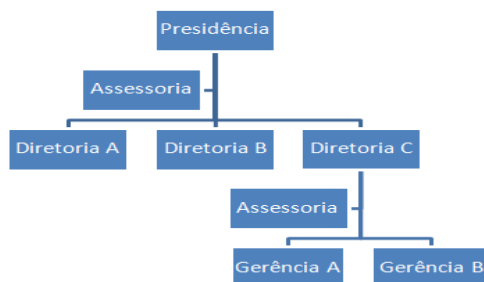 Presidência
Assessoria
Diretoria A
Diretoria B
Diretoria C
Assessoria
Gerência A
Gerência B